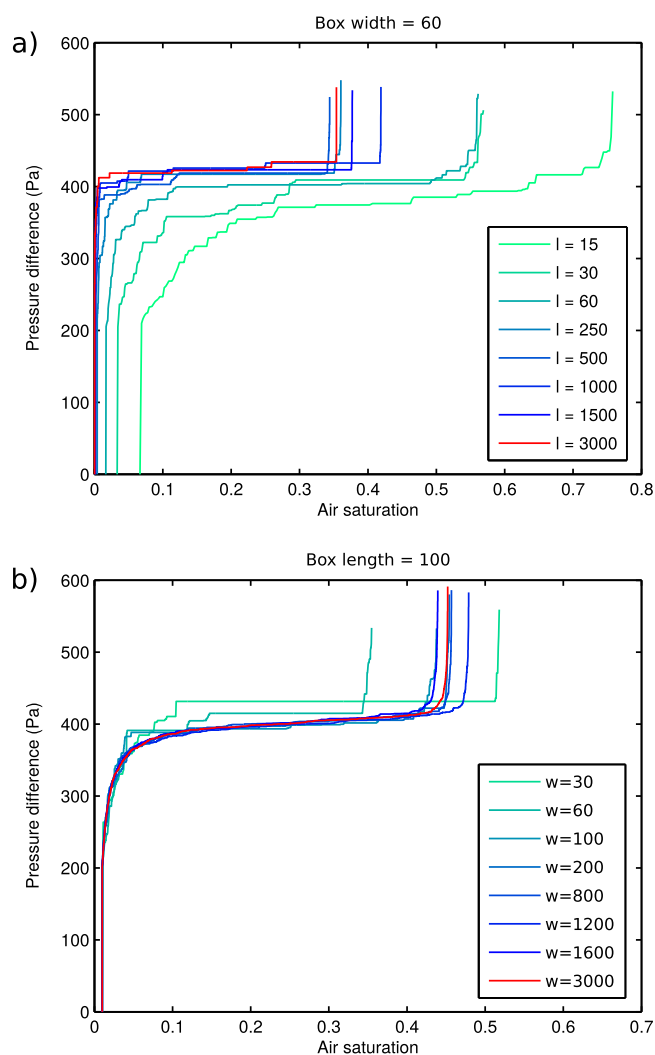 Box width = 60
a)
600
500
400
300
200
100
0
Pressure difference (Pa)
l = 15
l = 30
l = 60
l = 250
l = 500
l = 1000
l = 1500
l = 3000
0 0.1 0.2 0.3 0.4 0.5 0.6 0.7 0.8
Air saturation
Box length = 100
b)
600
500
400
300
200
100
0
Pressure difference (Pa)
w=30
w=60
w=100
w=200
w=800
w=1200
w=1600
w=3000
0 0.1 0.2 0.3 0.4 0.5 0.6 0.7
Air saturation